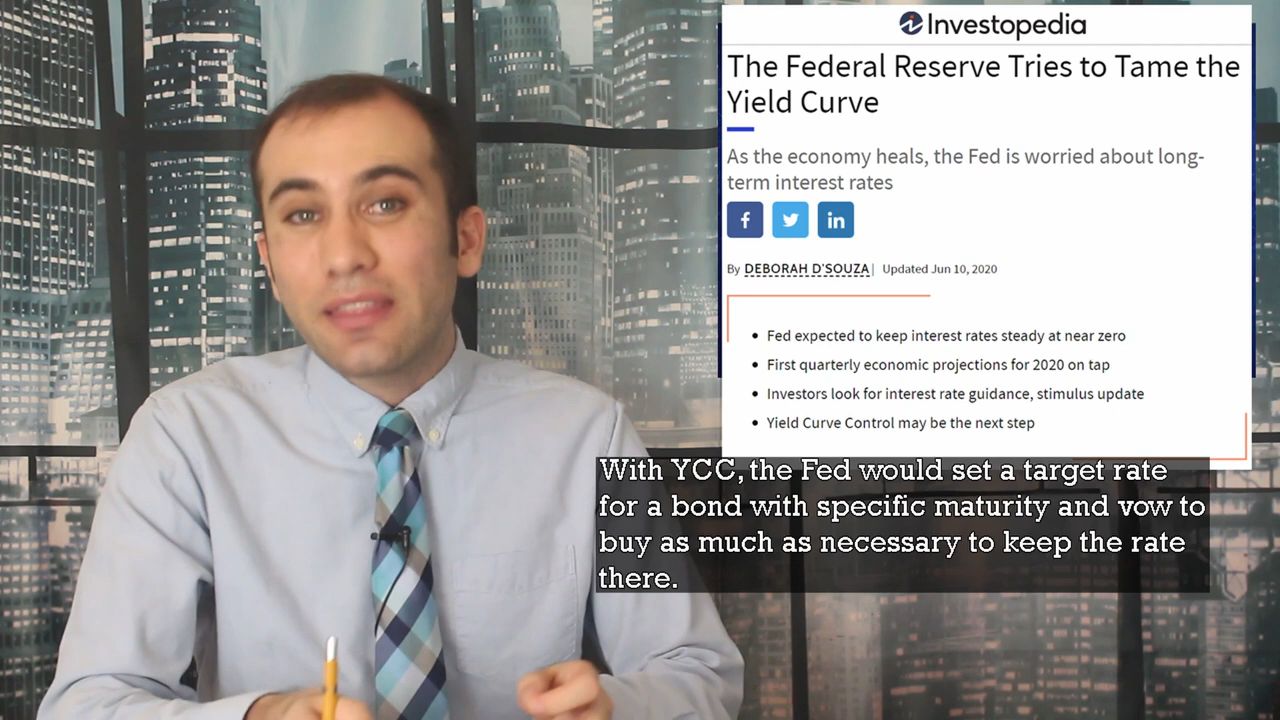 Investopedia
The Federal Reserve Tries to Tame the
Yield Curve
As the economy heals, the Fed is worried about long-
term interest rates
f in
By DEBORAH D'SOUZA | Updated Jun 10, 2020
• Fed expected to keep interest rates steady at near zero
• First quarterly economic projections for 2020 on tap
• Investors look for interest rate guidance, stimulus update
• Yield Curve Control may be the next step
With YCC, the Fed would set a target rate
for a bond with specific maturity and vow to
buy as much as necessary to keep the rate
there.